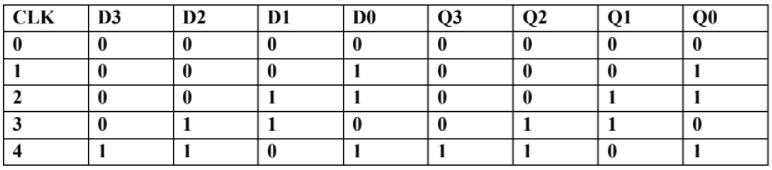 CLK D3 D2 D1 D0 Q3 Q2 Q1 Q0
0 0 0 0 0 0 0 0 0
1 0 0 0 1 0 0 0 1
2 0 0 1 1 0 0 1 1
3 0 1 1 0 0 1 1 0
4 1 1 0 1 1 1 0 1